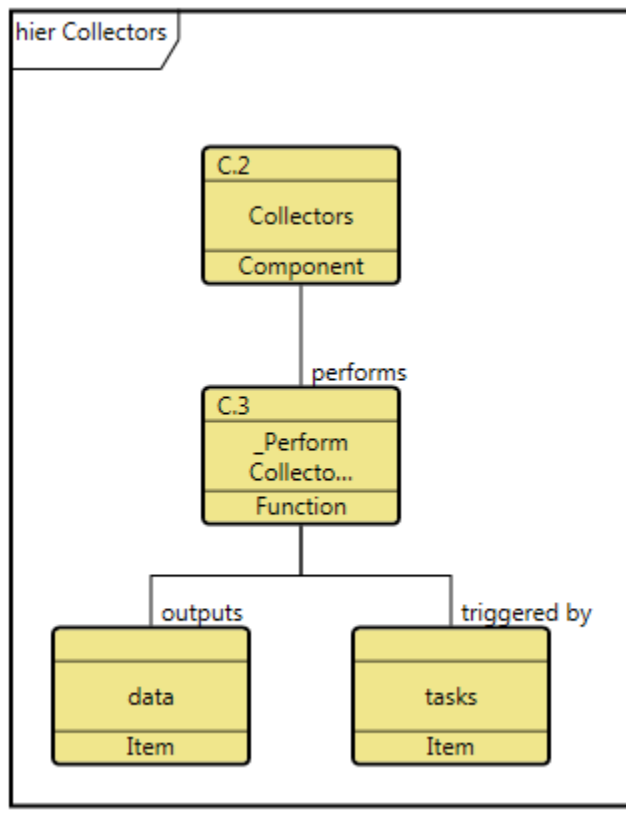 hier Collectors
C.2
Collectors
Component
performs
C.3
_Perform
Collecto...
Function
outputs
triggered by
data
tasks
Item
Item